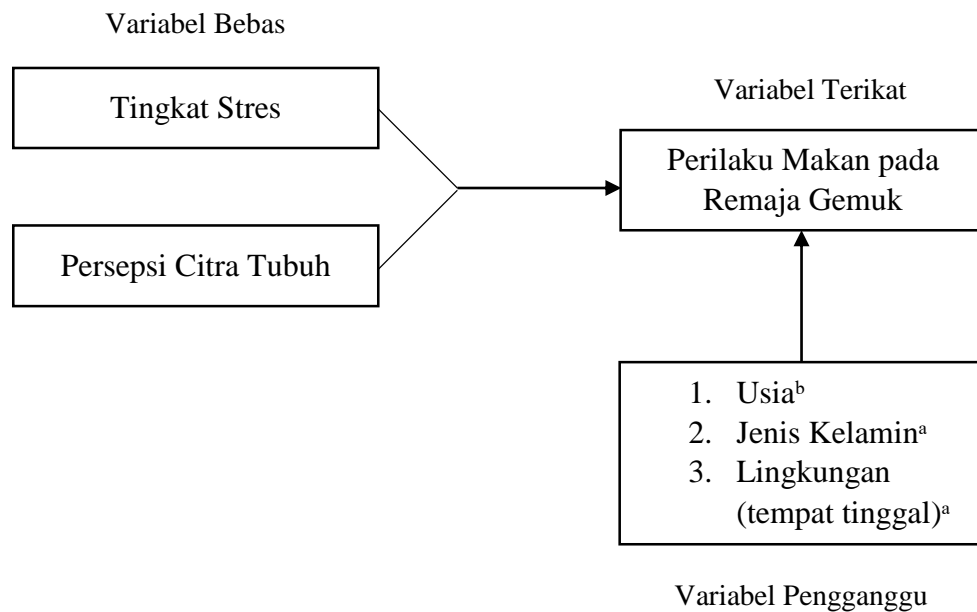 Variabel Bebas
Tingkat Stres
Persepsi Citra Tubuh
Variabel Terikat
Perilaku Makan pada
Remaja Gemuk
1. Usiaᵇ
2. Jenis Kelaminᵃ
3. Lingkungan
(tempat tinggal)ᵃ
Variabel Pengganggu